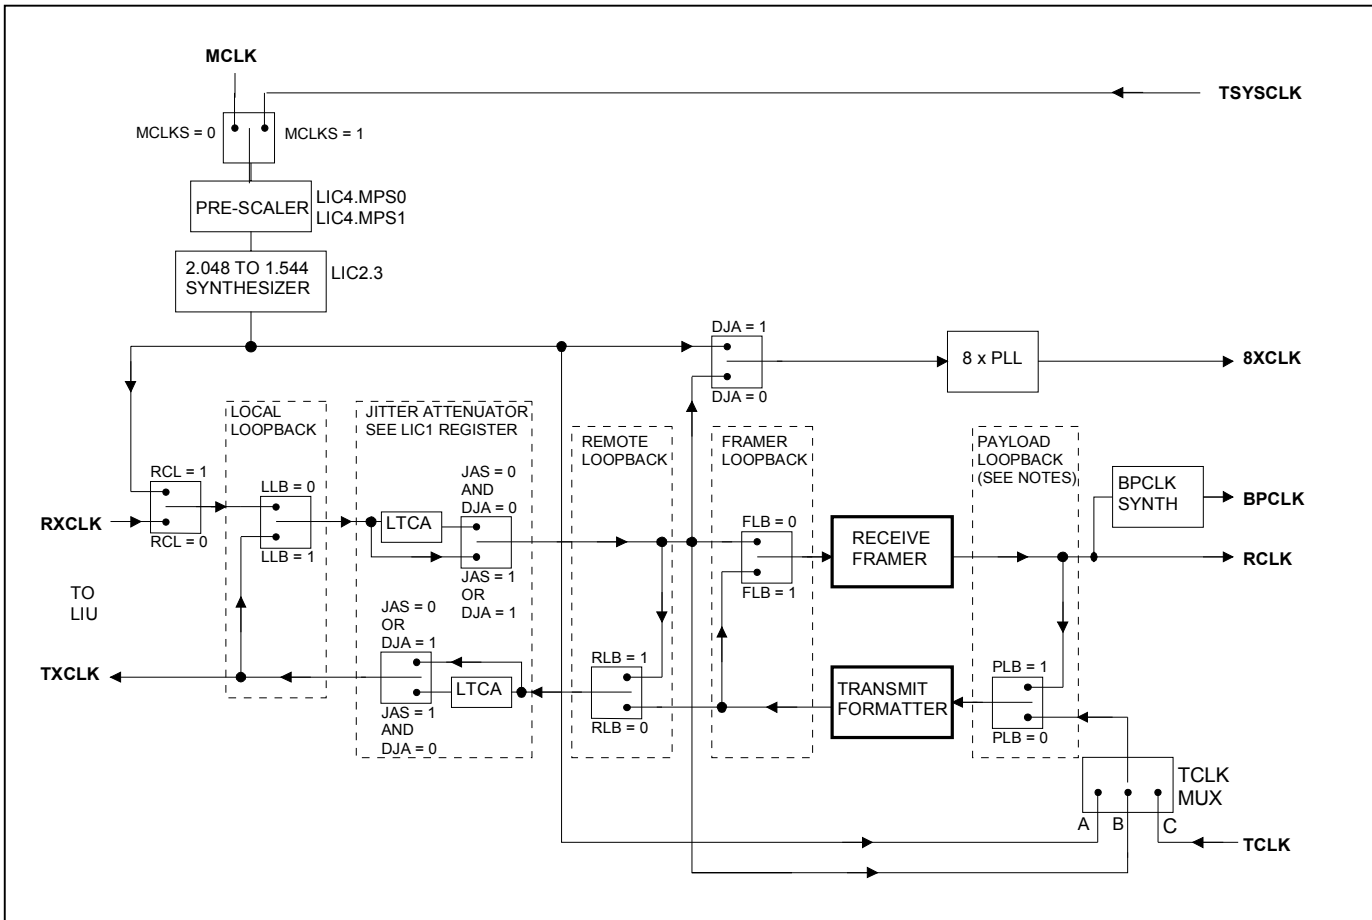 MCLK
TSYSCLK
MCLKS = 0
MCLKS = 1
PRE-SCALER
LIC4.MPS0
LIC4.MPS1
2.048 TO 1.544
SYNTHESIZER
LIC2.3
DJA = 1
DJA = 0
8 x PLL
8XCLK
LOCAL
LOOPBACK
JITTER ATTENUATOR
SEE LIC1 REGISTER
REMOTE
LOOPBACK
FRAMER
LOOPBACK
PAYLOAD
LOOPBACK
(SEE NOTES)
RCL = 1
RCL = 0
RXCLK
LLB = 0
LLB = 1
LTCA
JAS = 0
AND
DJA = 0
JAS = 1
OR
DJA = 1
FLB = 0
FLB = 1
RECEIVE
FRAMER
BPCLK
SYNTH
BPCLK
RCLK
TO
LIU
TXCLK
JAS = 0
OR
DJA = 1
LTCA
JAS = 1
AND
DJA = 0
RLB = 1
RLB = 0
TRANSMIT
FORMATTER
PLB = 1
PLB = 0
TCLK
MUX
A
B
C
TCLK